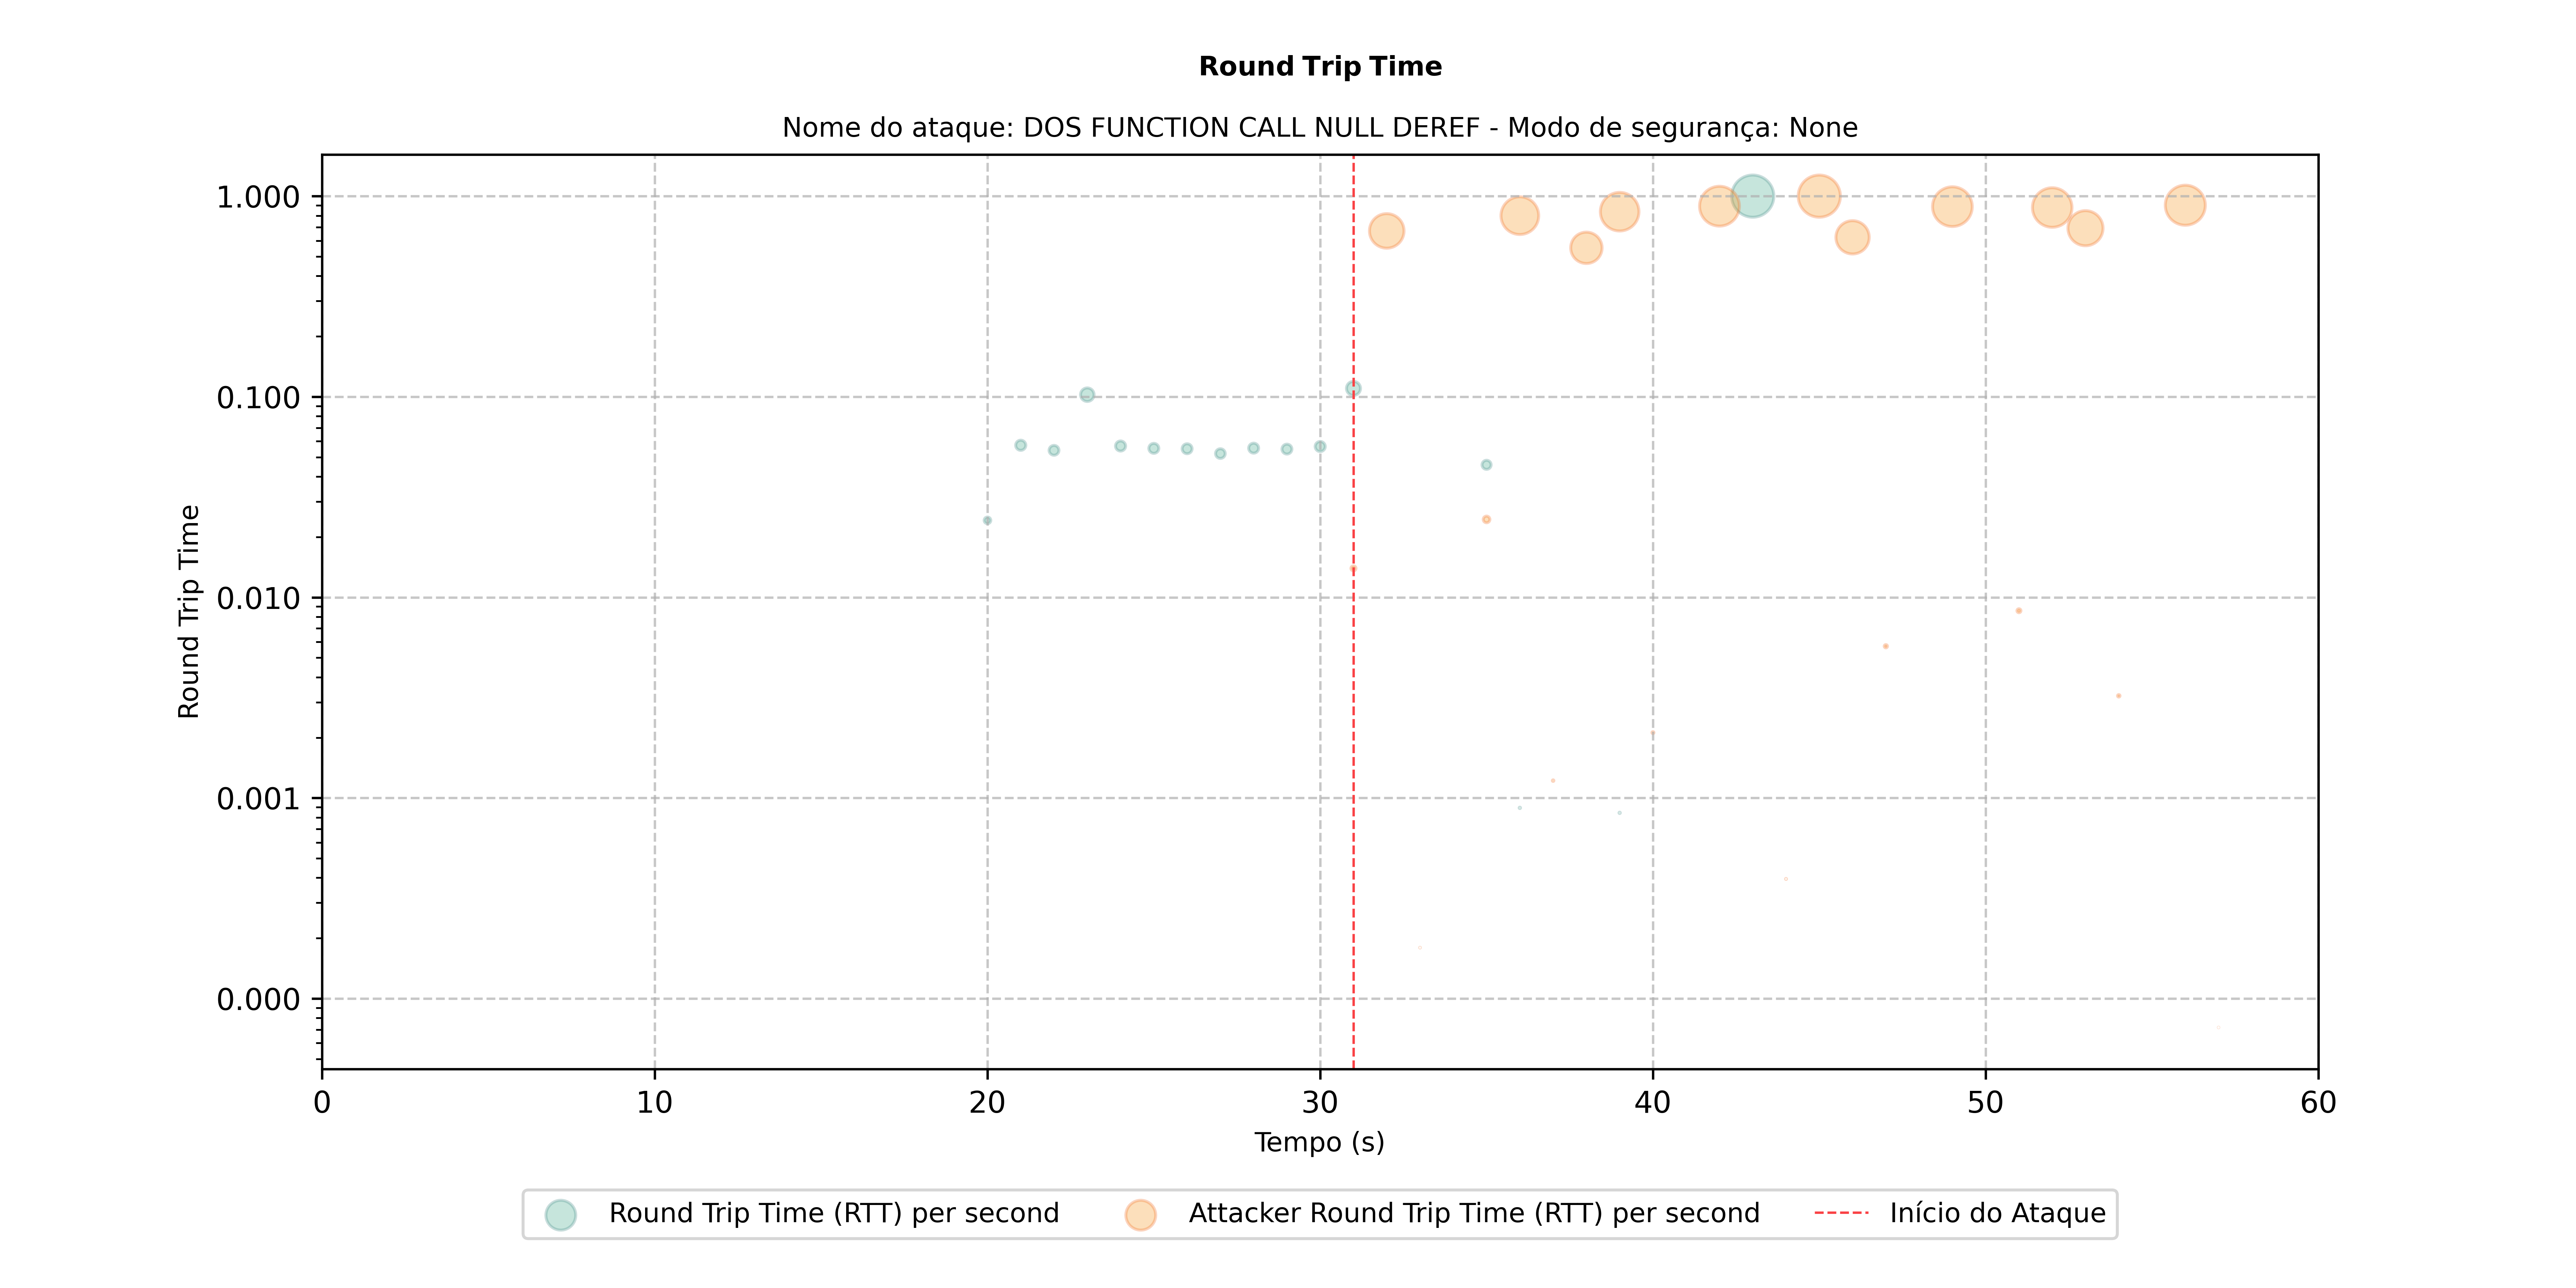 Round Trip Time
Nome do ataque: DOS FUNCTION CALL NULL DEREF - Modo de segurança: None
Round Trip Time
1.000
0.100
0.010
0.001
0.000
0 10 20 30 40 50 60
Tempo (s)
Round Trip Time (RTT) per second Attacker Round Trip Time (RTT) per second Início do Ataque